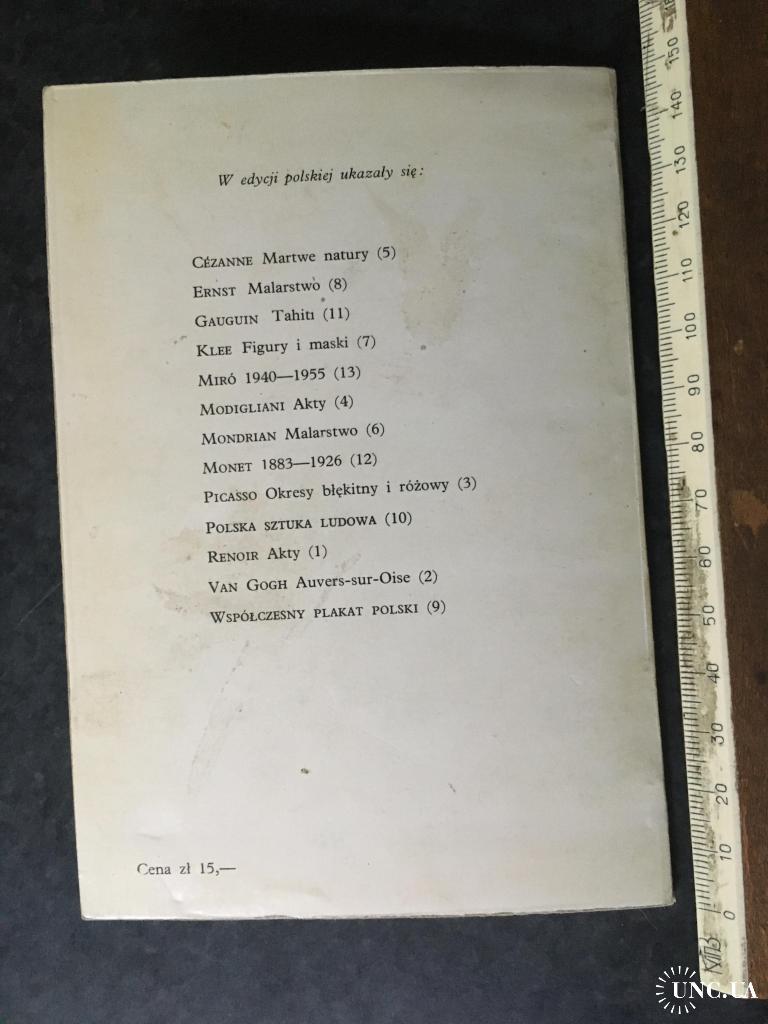 W edycji polskiej ukazały się:
CÉZANNE Martwe natury (5)
ERNST Malarstwo (8)
GAUGUIN Tahiti (11)
KLEE Figury i maski (7)
MIRÓ 1940—1955 (13)
MODIGLIANI Akty (4)
MONDRIAN Malarstwo (6)
MONET 1883—1926 (12)
PICASSO Okresy błękitny i różowy (3)
POLSKA SZTUKA LUDOWA (10)
RENOIR Akty (1)
VAN GOGH Auvers-sur-Oise (2)
WSPÓŁCZESNY PLAKAT POLSKI (9)
Cena zł 15,—
150
140
130
120
110
100
90
80
70
60
50
40
30
20
10
0
UNC.UA